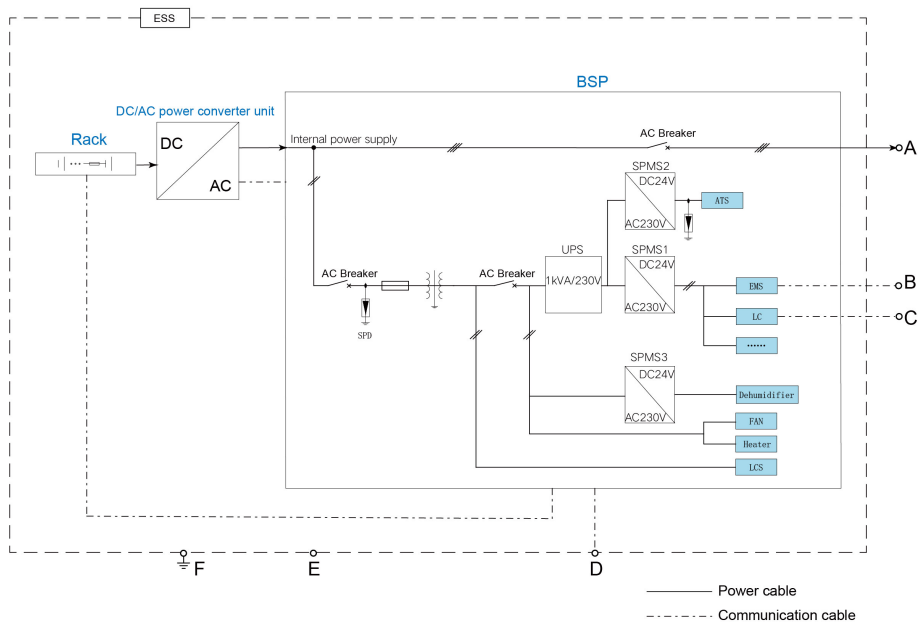 ESS
BSP
DC/AC power converter unit
Rack
DC
AC
Internal power supply
AC Breaker
A
SPMS2
DC24V
AC230V
ATS
UPS
1kVA/230V
SPMS1
DC24V
AC230V
AC Breaker
AC Breaker
SPD
EMS
B
LC
C
......
SPMS3
DC24V
AC230V
Dehumidifier
FAN
Heater
LCS
F
E
D
Power cable
Communication cable